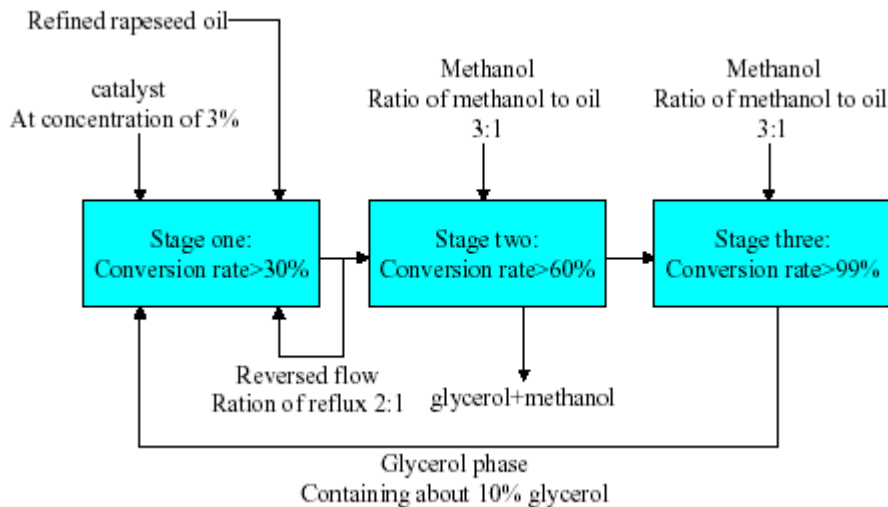 Refined rapeseed oil
catalyst
At concentration of 3%
Methanol
Ratio of methanol to oil
3:1
Methanol
Ratio of methanol to oil
3:1
Stage one:
Conversion rate>30%
Stage two:
Conversion rate>60%
Stage three:
Conversion rate>99%
Reversed flow
Ration of reflux 2:1
glycerol+methanol
Glycerol phase
Containing about 10% glycerol